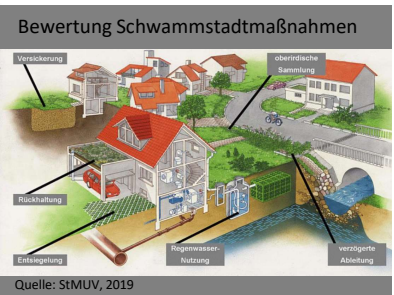 Bewertung Schwammstadtmaßnahmen
Versickerung
oberirdische
Sammlung
Rückhaltung
Entsiegelung
Regenwasser-
Nutzung
verzögerte
Ableitung
Quelle: StMUV, 2019